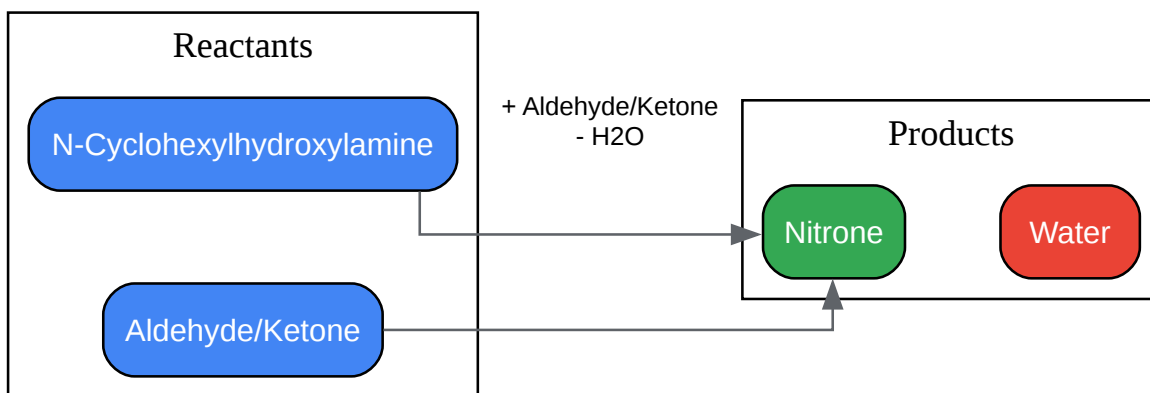 Reactants
N-Cyclohexylhydroxylamine
Aldehyde/Ketone
+ Aldehyde/Ketone
- H2O
Products
Nitrone
Water